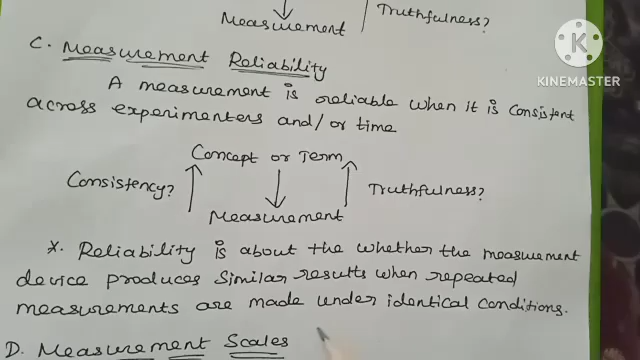 Measurement Truthfulness?
K
KINEMASTER
C. Measurement Reliability
A measurement is reliable when it is consistent
across experimenters and/or time
Concept or Term
Consistency? Truthfulness?
Measurement
* Reliability is about the whether the measument
device produces similar results when repeated
measurements are made under identical conditions.
D. Measurement Scales